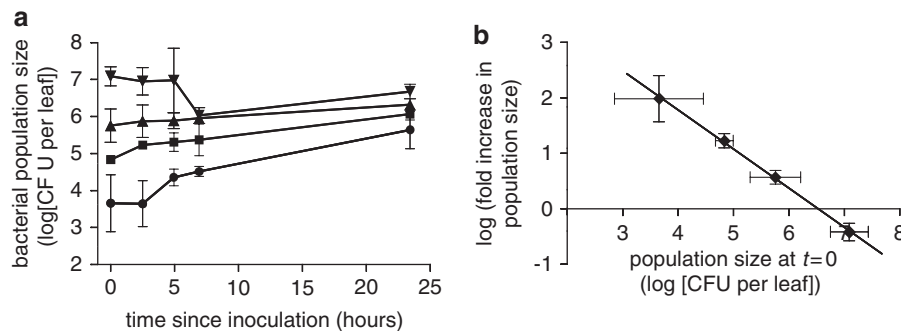 a
bacterial population size
(log[CF U per leaf])
8
7
6
5
4
3
2
0
5
10
15
20
25
time since inoculation (hours)
b
log (fold increase in
population size)
3
2
1
0
-1
3
4
5
6
7
8
population size at t=0
(log [CFU per leaf])